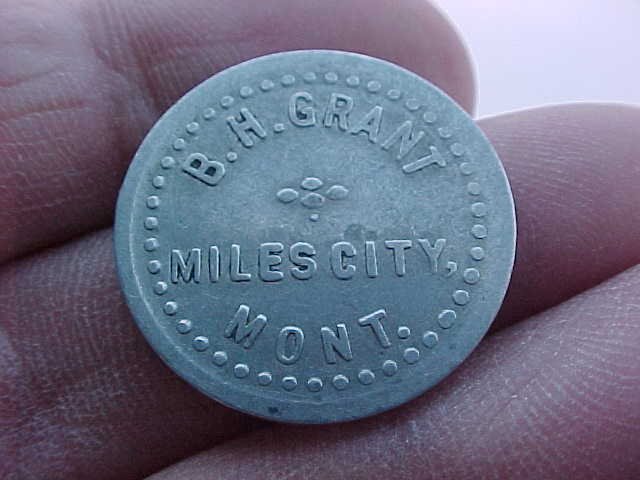 B.H.GRANT
MILES CITY,
MONT.